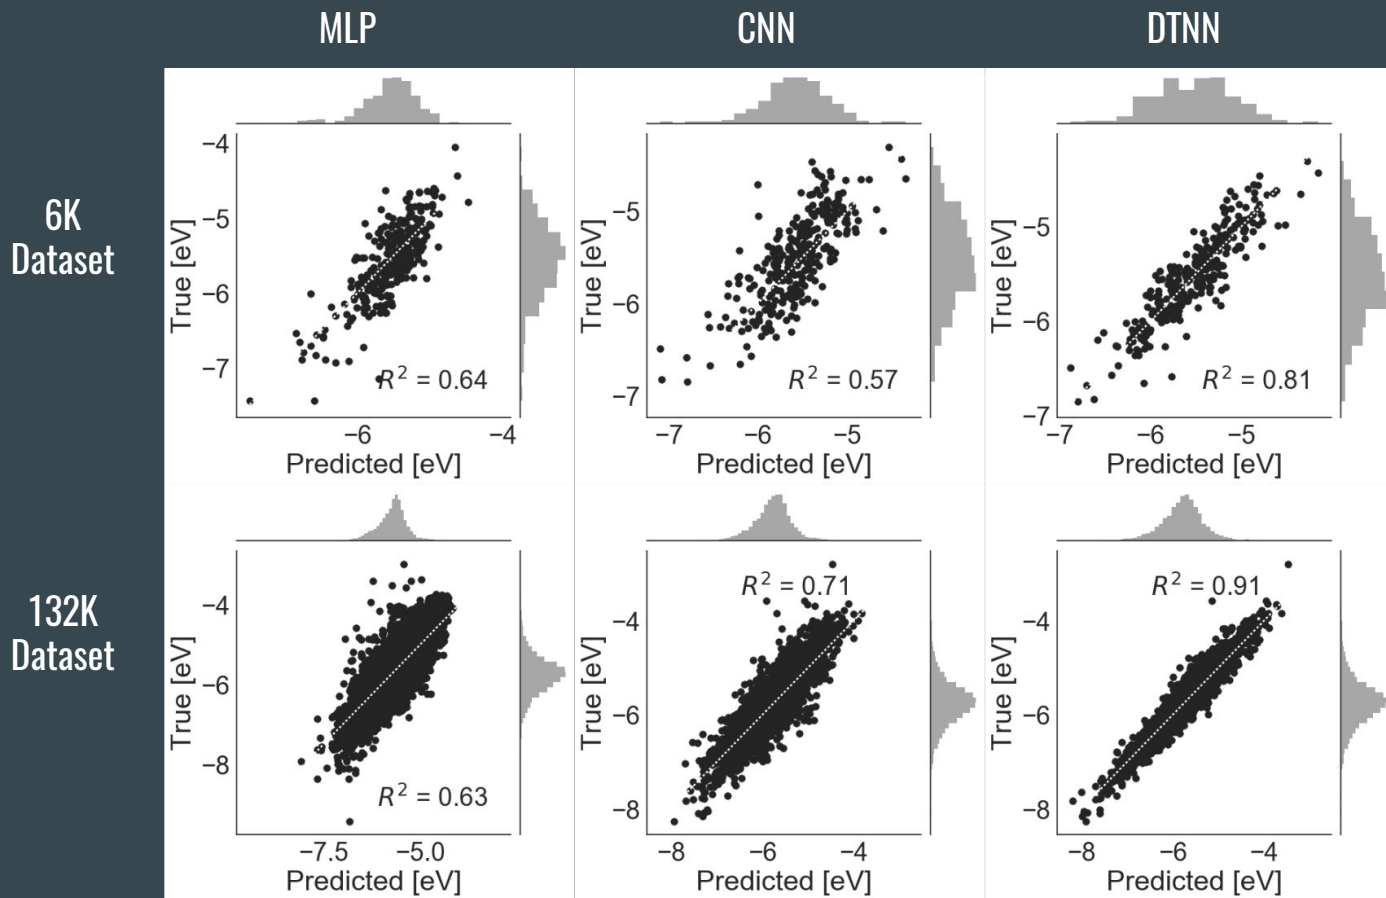 MLP
CNN
DTNN
6K
Dataset
−4
−5
−6
−7
True [eV]
R² = 0.64
−6
−4
Predicted [eV]
−5
−6
−7
True [eV]
R² = 0.57
−7
−6
−5
Predicted [eV]
−5
−6
−7
True [eV]
R² = 0.81
−7
−6
−5
Predicted [eV]
132K
Dataset
−4
−6
−8
True [eV]
R² = 0.63
−7.5
−5.0
Predicted [eV]
−4
−6
−8
True [eV]
R² = 0.71
−8
−6
−4
Predicted [eV]
−4
−6
−8
True [eV]
R² = 0.91
−8
−6
−4
Predicted [eV]